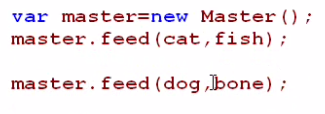 var master=new Master();
master.feed(cat,fish);
master.feed(dog,bone);